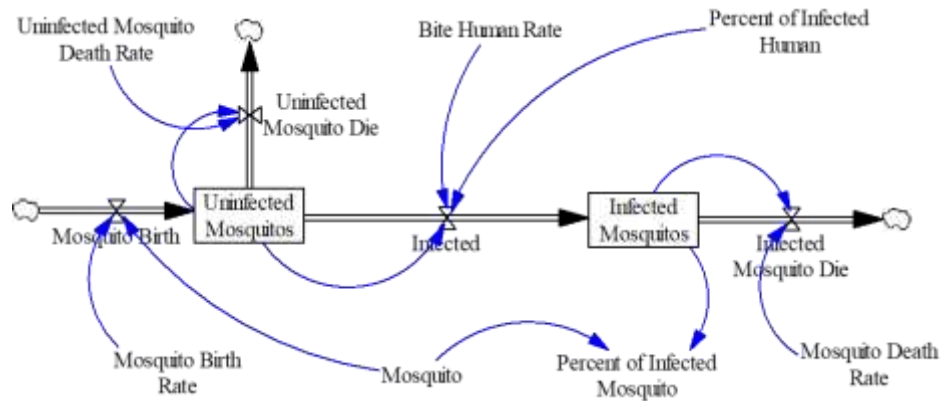 Uninfected Mosquito
Death Rate
Bite Human Rate
Percent of Infected
Human
Uninfected
Mosquito Die
Uninfected
Mosquitos
Infected
Mosquitos
Mosquito Birth
Infected
Infected
Mosquito Die
Mosquito Birth
Rate
Mosquito
Percent of Infected
Mosquito
Mosquito Death
Rate